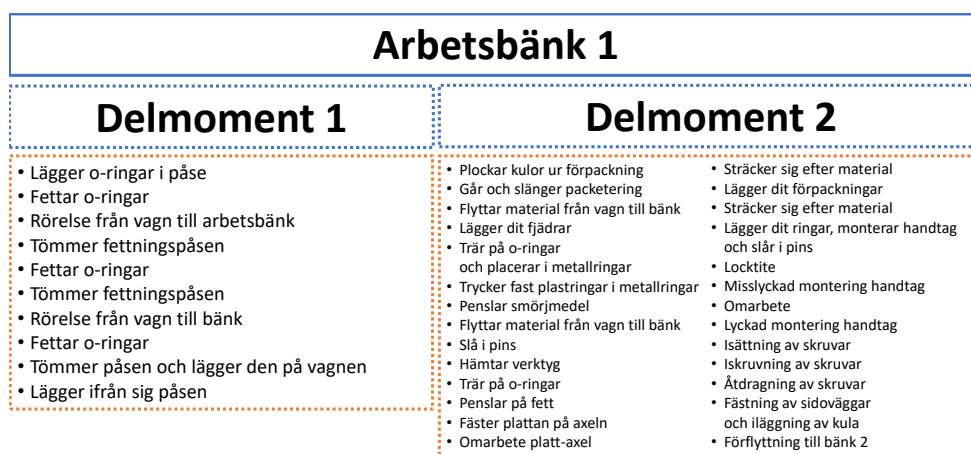 Arbetsbänk 1
Delmoment 1
• Lägger o-ringar i påse
• Fettar o-ringar
• Rörelse från vagn till arbetsbänk
• Tömmer fettningspåsen
• Fettar o-ringar
• Tömmer fettningspåsen
• Rörelse från vagn till bänk
• Fettar o-ringar
• Tömmer påsen och lägger den på vagnen
• Lägger ifrån sig påsen
Delmoment 2
• Plockar kulor ur förpackning
• Går och slänger packetering
• Flyttar material från vagn till bänk
• Lägger dit fjädrar
• Trär på o-ringar
och placerar i metallringar
• Trycker fast plastringar i metallringar
• Penslar smörjmedel
• Flyttar material från vagn till bänk
• Slå i pins
• Hämtar verktyg
• Trär på o-ringar
• Penslar på fett
• Fäster plattan på axeln
• Omarbete platt-axel
• Sträcker sig efter material
• Lägger dit förpackningar
• Sträcker sig efter material
• Lägger dit ringar, monterar handtag
och slår i pins
• Locktite
• Misslyckad montering handtag
• Omarbete
• Lyckad montering handtag
• Isättning av skruvar
• Iskruvning av skruvar
• Åtdragning av skruvar
• Fästning av sidoväggar
och iläggning av kula
• Förflyttning till bänk 2